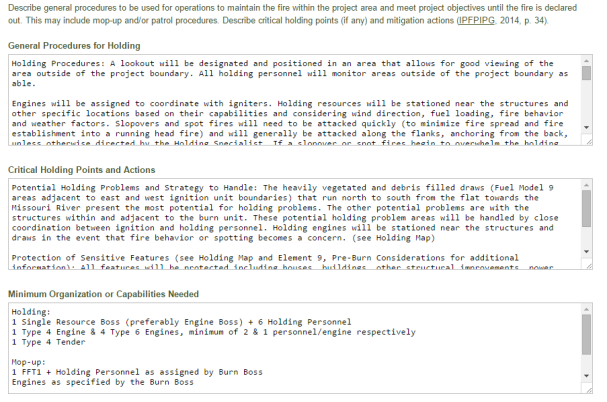 Describe general procedures to be used for operations to maintain the fire within the project area and meet project objectives until the fire is declared
out. This may include mop-up and/or patrol procedures. Describe critical holding points (if any) and mitigation actions (IPFPIPG, 2014, p. 34).
General Procedures for Holding
Holding Procedures: A lookout will be designated and positioned in an area that allows for good viewing of the
area outside of the project boundary. All holding personnel will monitor areas outside of the project boundary as
able.
Engines will be assigned to coordinate with igniters. Holding resources will be stationed near the structures and
other specific locations based on their capabilities and considering wind direction, fuel loading, fire behavior
and weather factors. Slopovers and spot fires will need to be attacked quickly (to minimize fire spread and fire
establishment into a running head fire) and will generally be attacked along the flanks, anchoring from the back,
unless otherwise directed by the Holding Specialist. If a slopover or spot fires begin to overwhelm the holding
Critical Holding Points and Actions
Potential Holding Problems and Strategy to Handle: The heavily vegetated and debris filled draws (Fuel Model 9
areas adjacent to east and west ignition unit boundaries) that run north to south from the flat towards the
Missouri River present the most potential for holding problems. The other potential problems are with the
structures within and adjacent to the burn unit. These potential holding problem areas will be handled by close
coordination between ignition and holding personnel. Holding engines will be stationed near the structures and
draws in the event that fire behavior or spotting becomes a concern. (see Holding Map)
Protection of Sensitive Features (see Holding Map and Element 9, Pre-Burn Considerations for additional
information): All features will be protected including houses, buildings, other structural improvements, power
Minimum Organization or Capabilities Needed
Holding:
1 Single Resource Boss (preferably Engine Boss) + 6 Holding Personnel
1 Type 4 Engine & 4 Type 6 Engines, minimum of 2 & 1 personnel/engine respectively
1 Type 4 Tender
Mop-up:
1 FFT1 + Holding Personnel as assigned by Burn Boss
Engines as specified by the Burn Boss